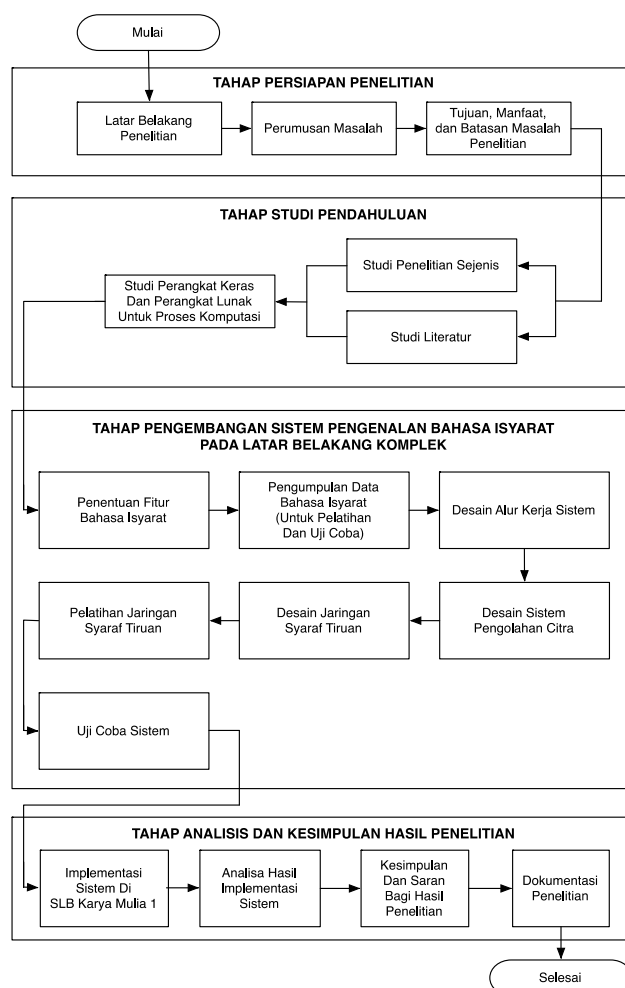 Mulai
TAHAP PERSIAPAN PENELITIAN
Latar Belakang
Penelitian
Perumusan Masalah
Tujuan, Manfaat,
dan Batasan Masalah
Penelitian
TAHAP STUDI PENDAHULUAN
Studi Penelitian Sejenis
Studi Literatur
Studi Perangkat Keras
Dan Perangkat Lunak
Untuk Proses Komputasi
TAHAP PENGEMBANGAN SISTEM PENGENALAN BAHASA ISYARAT
PADA LATAR BELAKANG KOMPLEK
Penentuan Fitur
Bahasa Isyarat
Pengumpulan Data
Bahasa Isyarat
(Untuk Pelatihan
Dan Uji Coba)
Desain Alur Kerja Sistem
Desain Sistem
Pengolahan Citra
Desain Jaringan
Syaraf Tiruan
Pelatihan Jaringan
Syaraf Tiruan
Uji Coba Sistem
TAHAP ANALISIS DAN KESIMPULAN HASIL PENELITIAN
Implementasi
Sistem Di
SLB Karya Mulia 1
Analisa Hasil
Implementasi
Sistem
Kesimpulan
Dan Saran
Bagi Hasil
Penelitian
Dokumentasi
Penelitian
Selesai